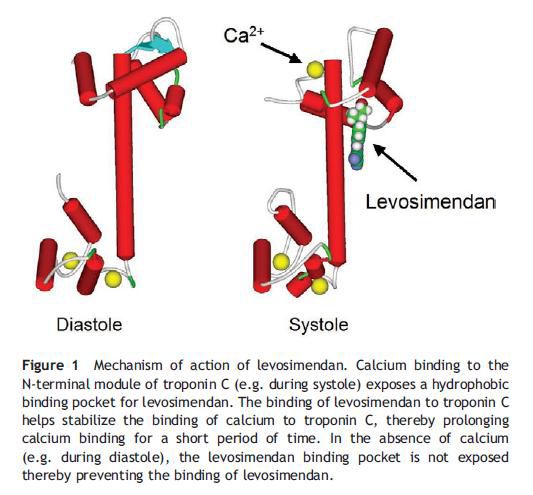 Ca²⁺
Levosimendan
Diastole
Systole
Figure 1 Mechanism of action of levosimendan. Calcium binding to the
N-terminal module of troponin C (e.g. during systole) exposes a hydrophobic
binding pocket for levosimendan. The binding of levosimendan to troponin C
helps stabilize the binding of calcium to troponin C, thereby prolonging
calcium binding for a short period of time. In the absence of calcium
(e.g. during diastole), the levosimendan binding pocket is not exposed
thereby preventing the binding of levosimendan.